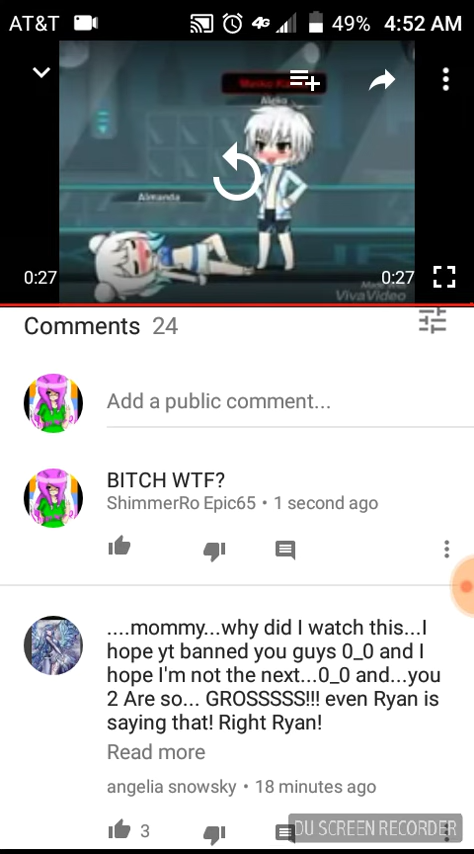 AT&T 4G 49% 4:52 AM
Aleko
Almanda
0:27 0:27
VivaVideo
Comments 24
Add a public comment...
BITCH WTF?
ShimmerRo Epic65 • 1 second ago
....mommy...why did I watch this...I
hope yt banned you guys 0_0 and I
hope I'm not the next...0_0 and...you
2 Are so... GROSSSSS!!! even Ryan is
saying that! Right Ryan!
Read more
angelia snowsky • 18 minutes ago
3
DU SCREEN RECORDER